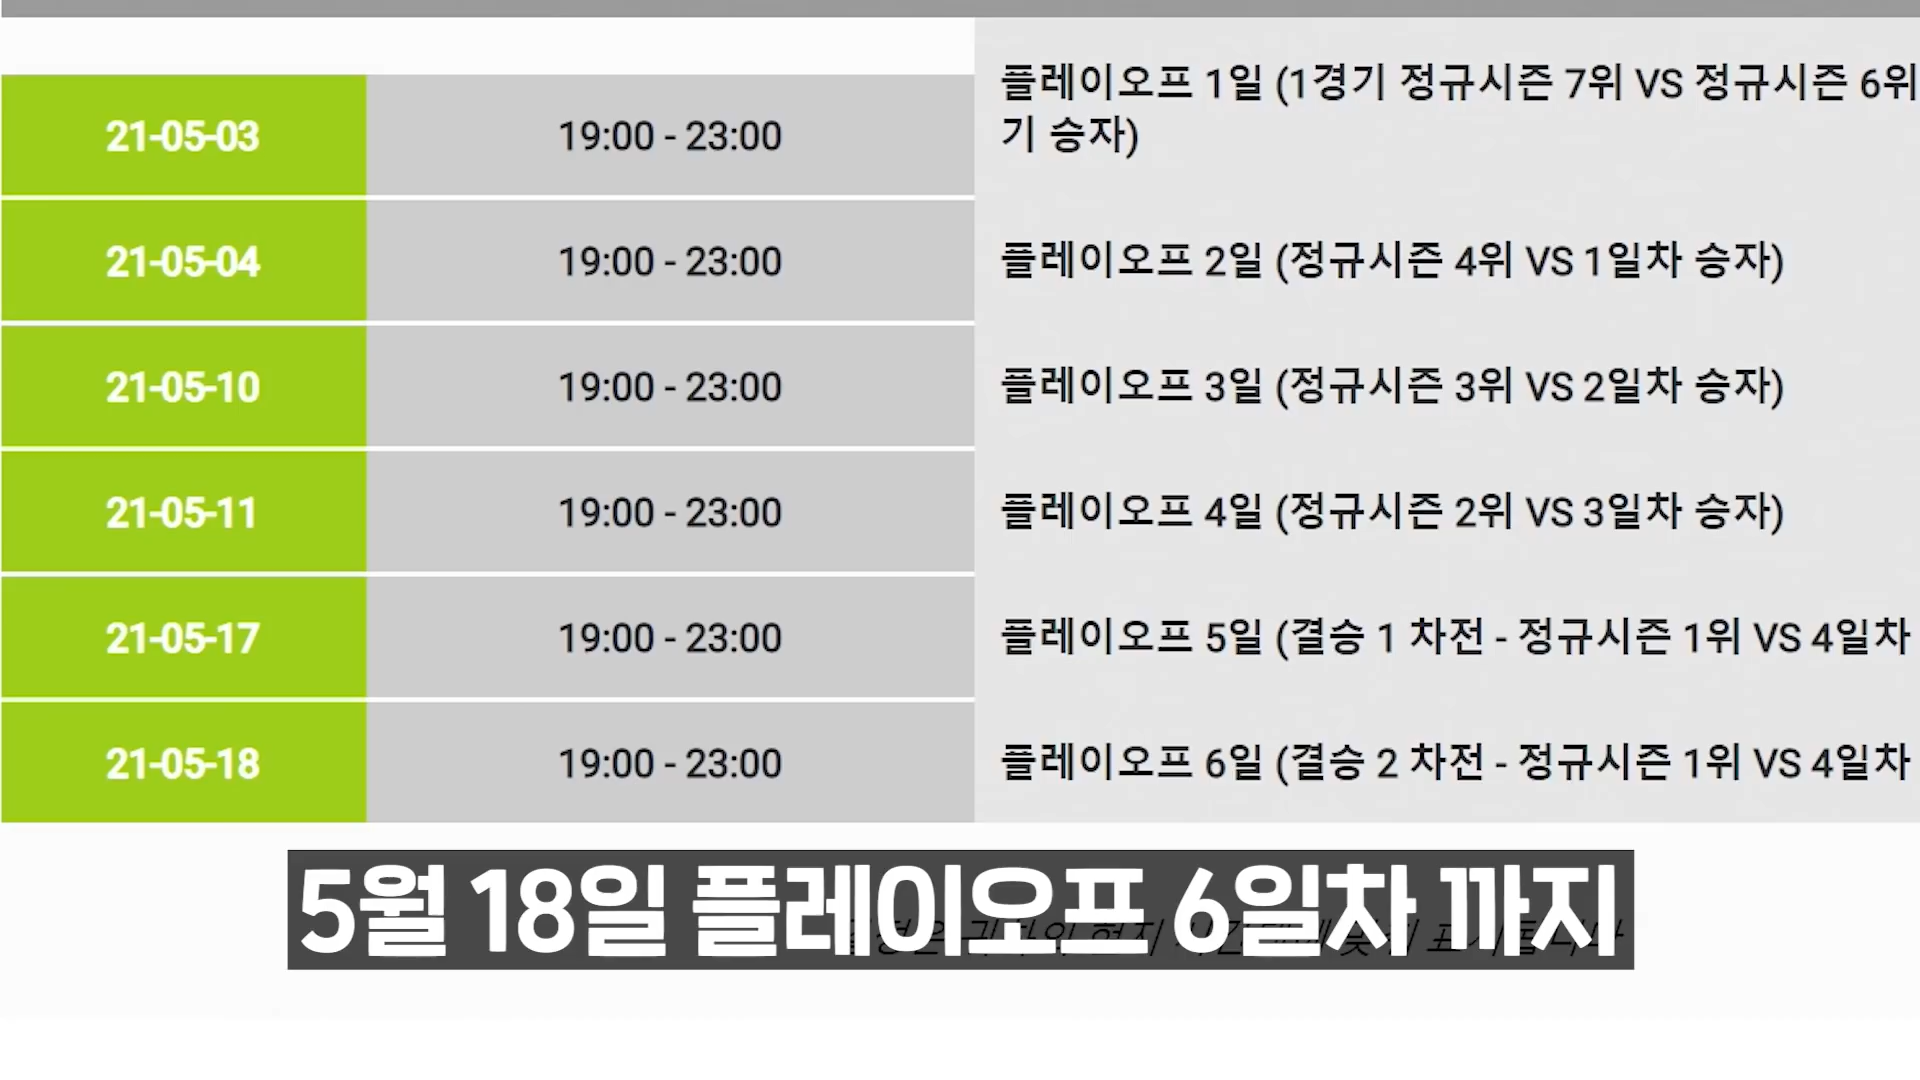 21-05-03 19:00 - 23:00 플레이오프 1일 (1경기 정규시즌 7위 VS 정규시즌 6위
기 승자)
21-05-04 19:00 - 23:00 플레이오프 2일 (정규시즌 4위 VS 1일차 승자)
21-05-10 19:00 - 23:00 플레이오프 3일 (정규시즌 3위 VS 2일차 승자)
21-05-11 19:00 - 23:00 플레이오프 4일 (정규시즌 2위 VS 3일차 승자)
21-05-17 19:00 - 23:00 플레이오프 5일 (결승 1 차전 - 정규시즌 1위 VS 4일차
21-05-18 19:00 - 23:00 플레이오프 6일 (결승 2 차전 - 정규시즌 1위 VS 4일차
5월 18일 플레이오프 6일차 까지